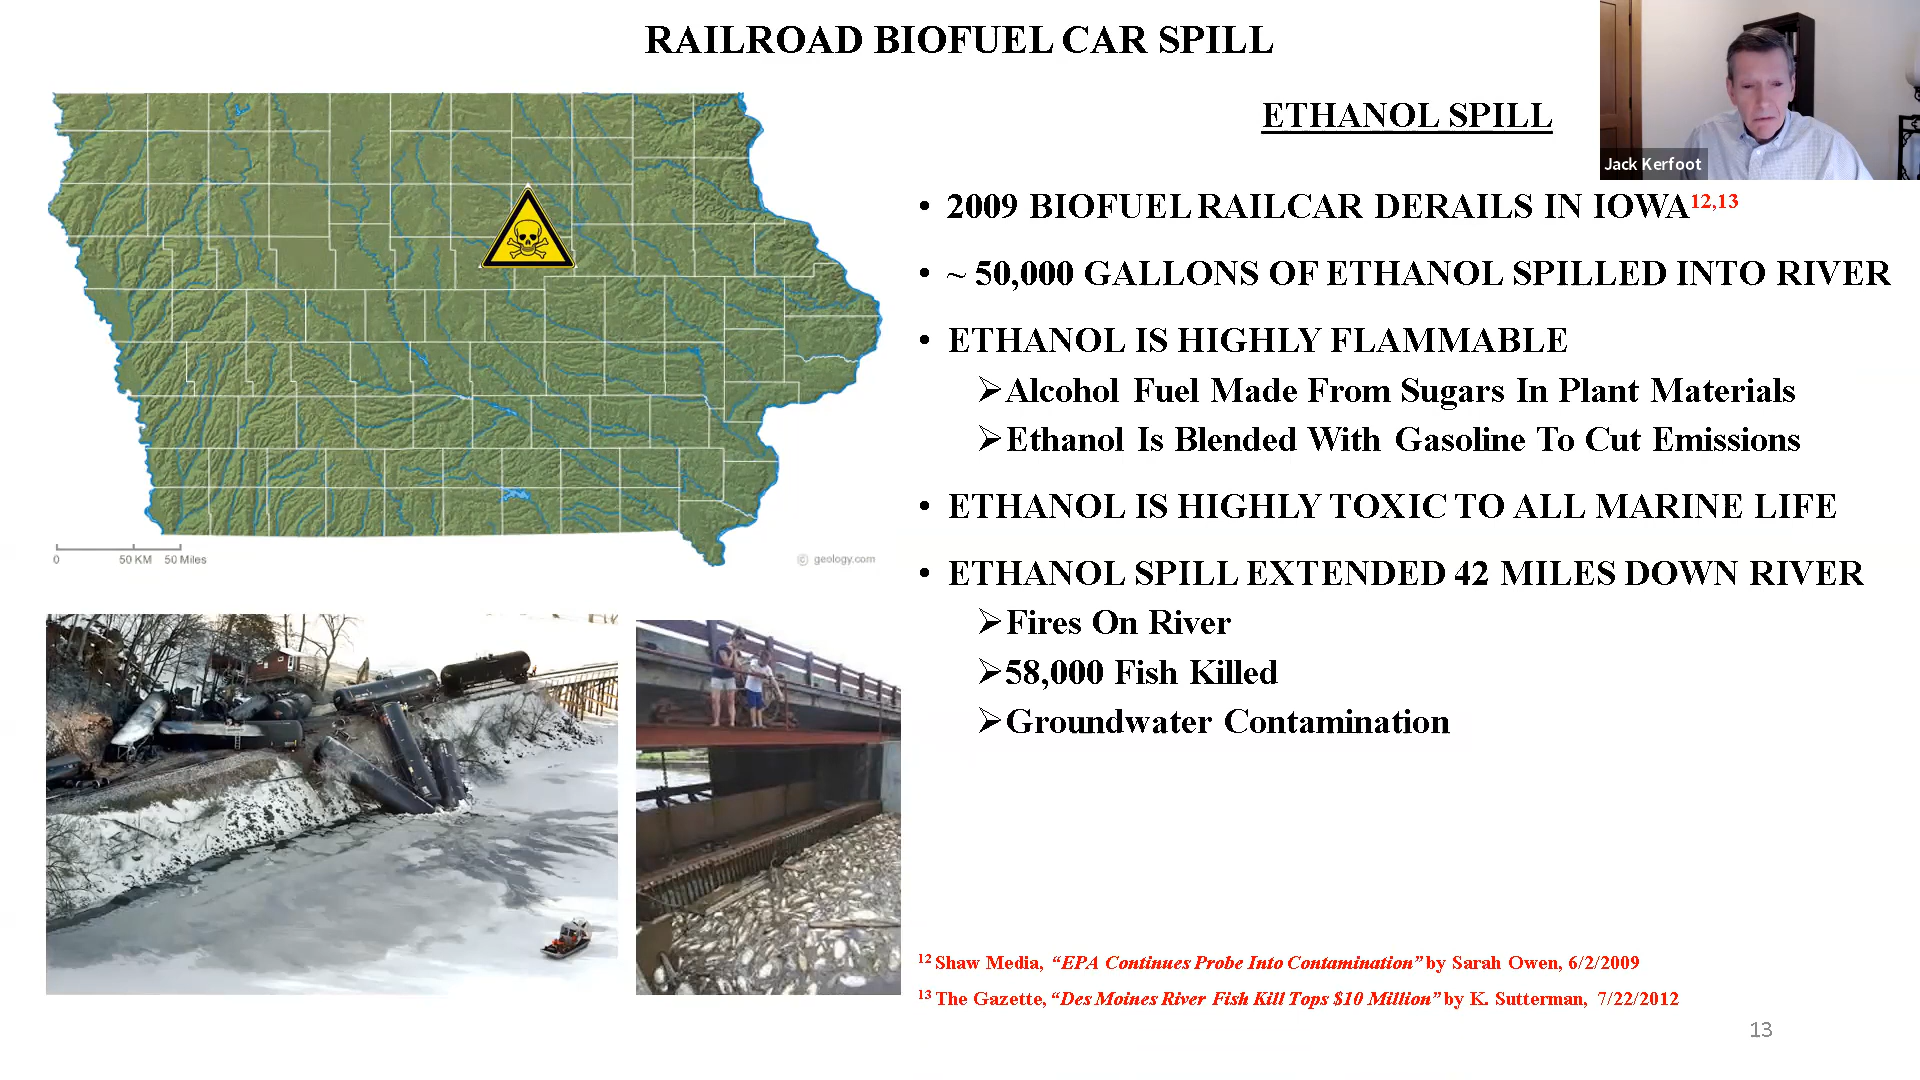 RAILROAD BIOFUEL CAR SPILL
ETHANOL SPILL
Jack Kerfoot
• 2009 BIOFUEL RAILCAR DERAILS IN IOWA12,13
• ~ 50,000 GALLONS OF ETHANOL SPILLED INTO RIVER
• ETHANOL IS HIGHLY FLAMMABLE
➢Alcohol Fuel Made From Sugars In Plant Materials
➢Ethanol Is Blended With Gasoline To Cut Emissions
• ETHANOL IS HIGHLY TOXIC TO ALL MARINE LIFE
• ETHANOL SPILL EXTENDED 42 MILES DOWN RIVER
➢Fires On River
➢58,000 Fish Killed
➢Groundwater Contamination
0 50 KM 50 Miles
© geology.com
12 Shaw Media, “EPA Continues Probe Into Contamination” by Sarah Owen, 6/2/2009
13 The Gazette, “Des Moines River Fish Kill Tops $10 Million” by K. Sutterman, 7/22/2012
13